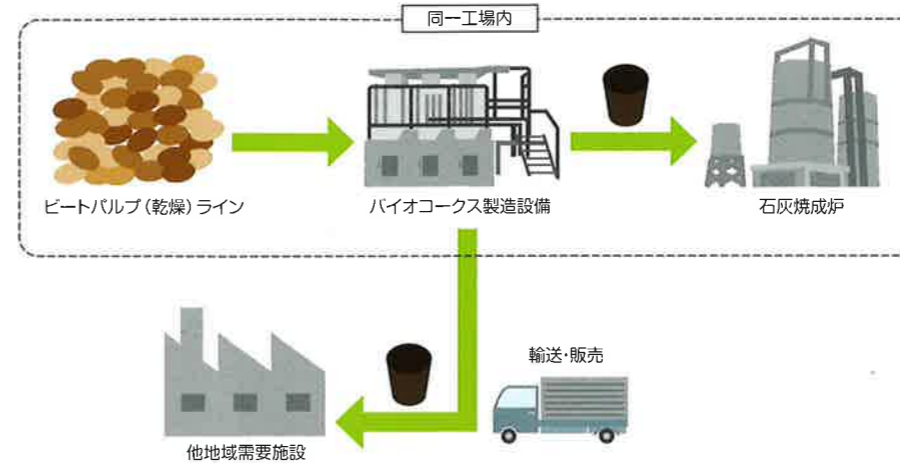 同一工場内
ビートパルプ(乾燥)ライン
バイオコークス製造設備
石灰焼成炉
輸送・販売
他地域需要施設